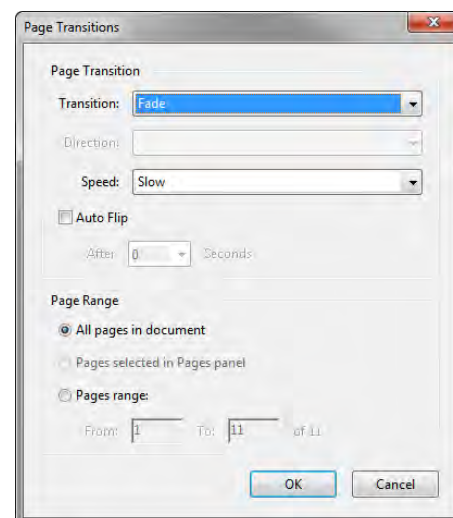 Page Transitions
Page Transition
Transition: Fade
Direction:
Speed: Slow
Auto Flip
After 0 Seconds
Page Range
All pages in document
Pages selected in Pages panel
Pages range:
From: 1 To: 11 of 11
OK Cancel